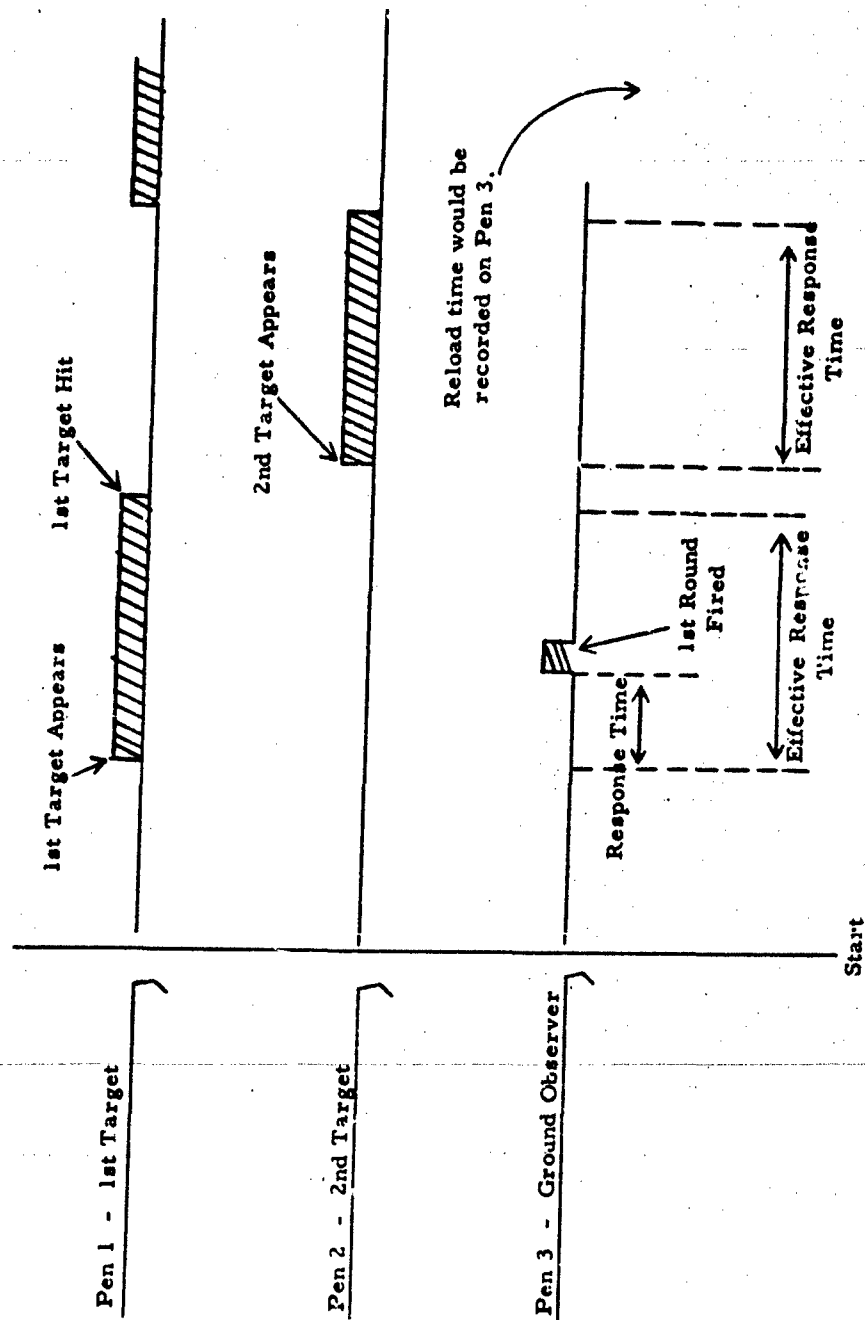 Pen 1 - 1st Target
1st Target Appears
1st Target Hit
Pen 2 - 2nd Target
2nd Target Appears
Pen 3 - Ground Observer
Reload time would be
recorded on Pen 3.
Response Time
1st Round
Fired
Effective Response
Time
Effective Response
Time
Start